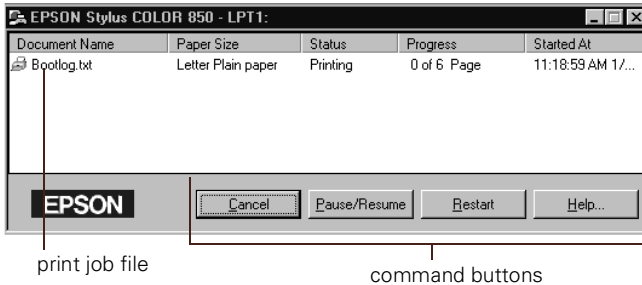 EPSON Stylus COLOR 850 - LPT1:
Document Name Paper Size Status Progress Started At
Bootlog.txt Letter Plain paper Printing 0 of 6 Page 11:18:59 AM 1/...
EPSON Cancel Pause/Resume Restart Help...
print job file
command buttons